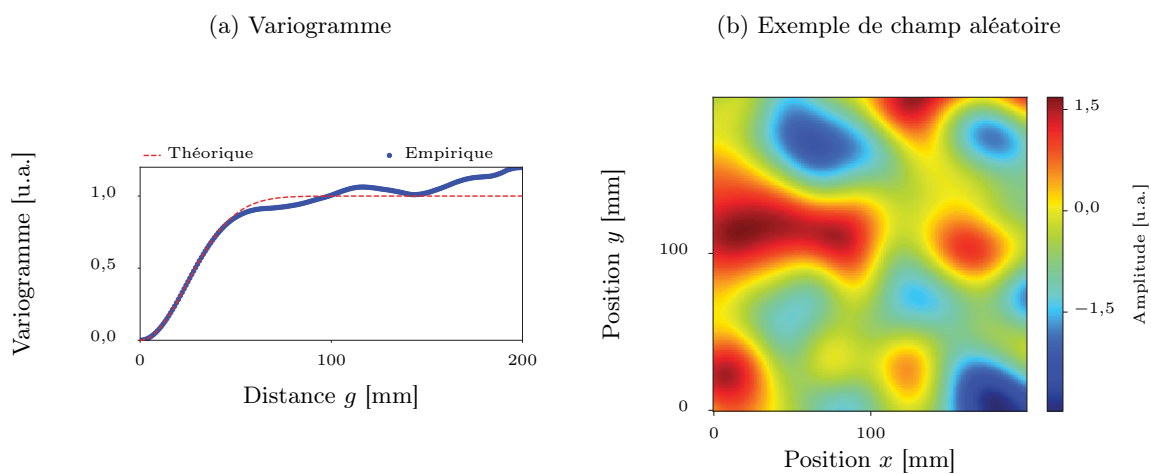 (a) Variogramme
Théorique
Empirique
Variogramme [u.a.]
1,0
0,5
0,0
0
100
200
Distance g [mm]
(b) Exemple de champ aléatoire
Position y [mm]
100
0
0
100
Position x [mm]
1,5
0,0
−1,5
Amplitude [u.a.]